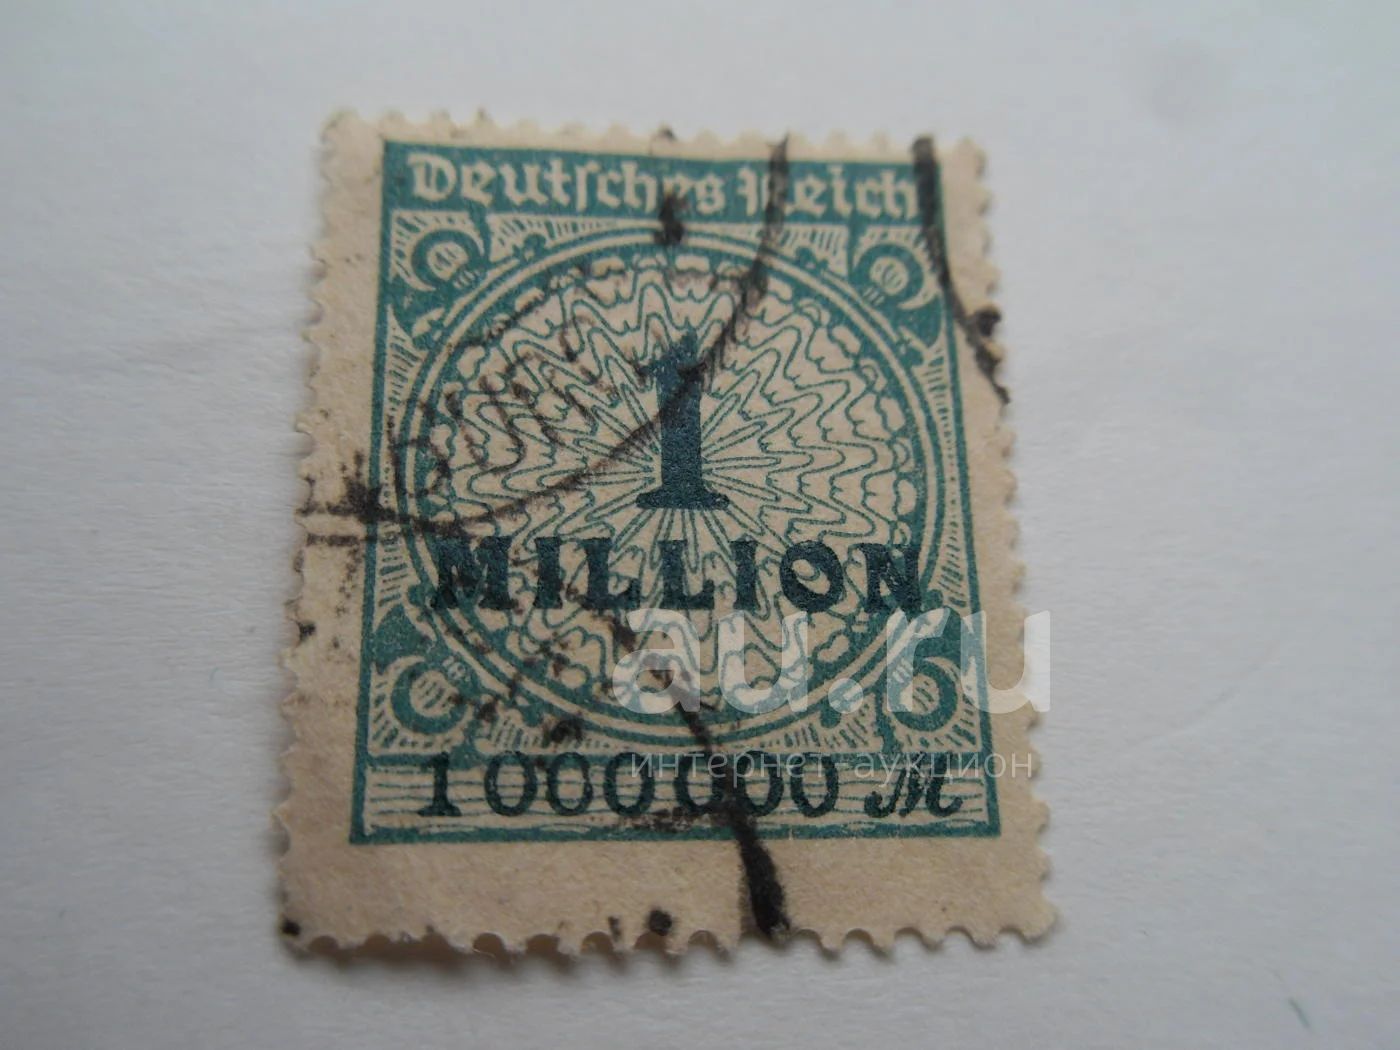 Deutsches Reich
1
MILLION
au.ru
интернет-аукцион
1000000 M